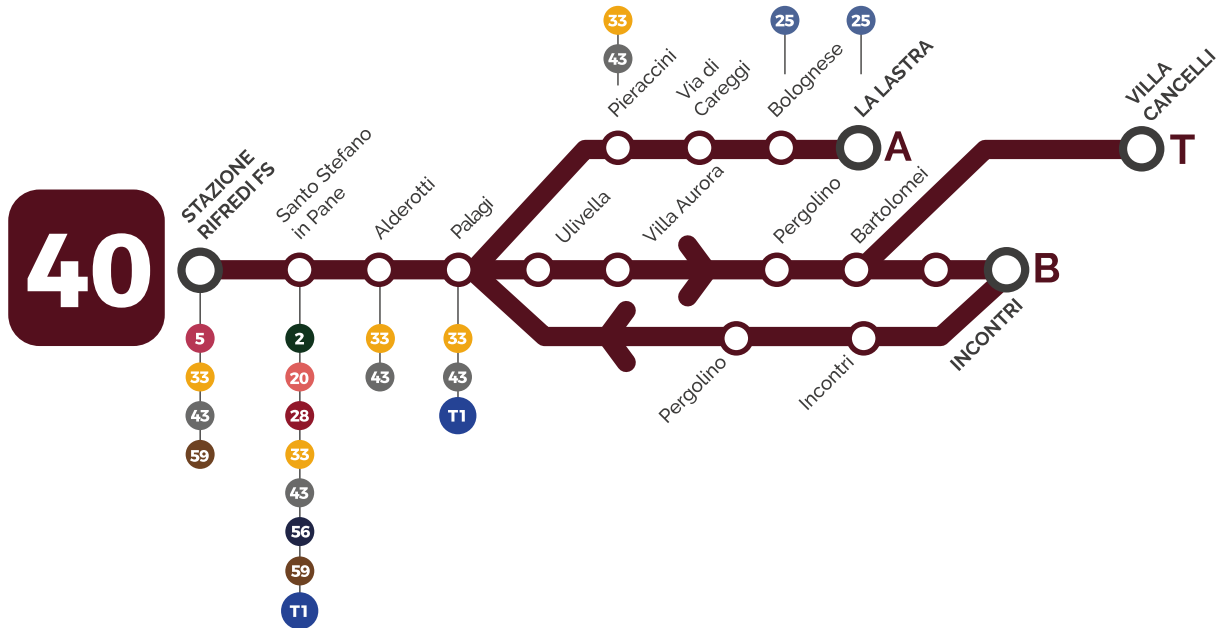 40
STAZIONE
RIFREDI FS
5
33
43
59
Santo Stefano
in Pane
2
20
28
33
43
56
59
T1
Alderotti
33
43
Palagi
33
43
T1
33
43
Pieraccini
Via di
Careggi
25
Bolognese
25
LA LASTRA
A
Ulivella
Villa Aurora
Pergolino
Bartolomei
VILLA
CANCELLI
T
B
INCONTRI
Pergolino
Incontri